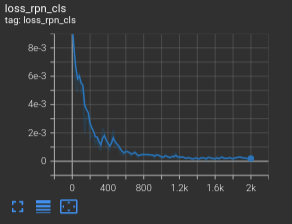 loss_rpn_cls
tag: loss_rpn_cls
8e-3
6e-3
4e-3
2e-3
0
0 400 800 1.2k 1.6k 2k